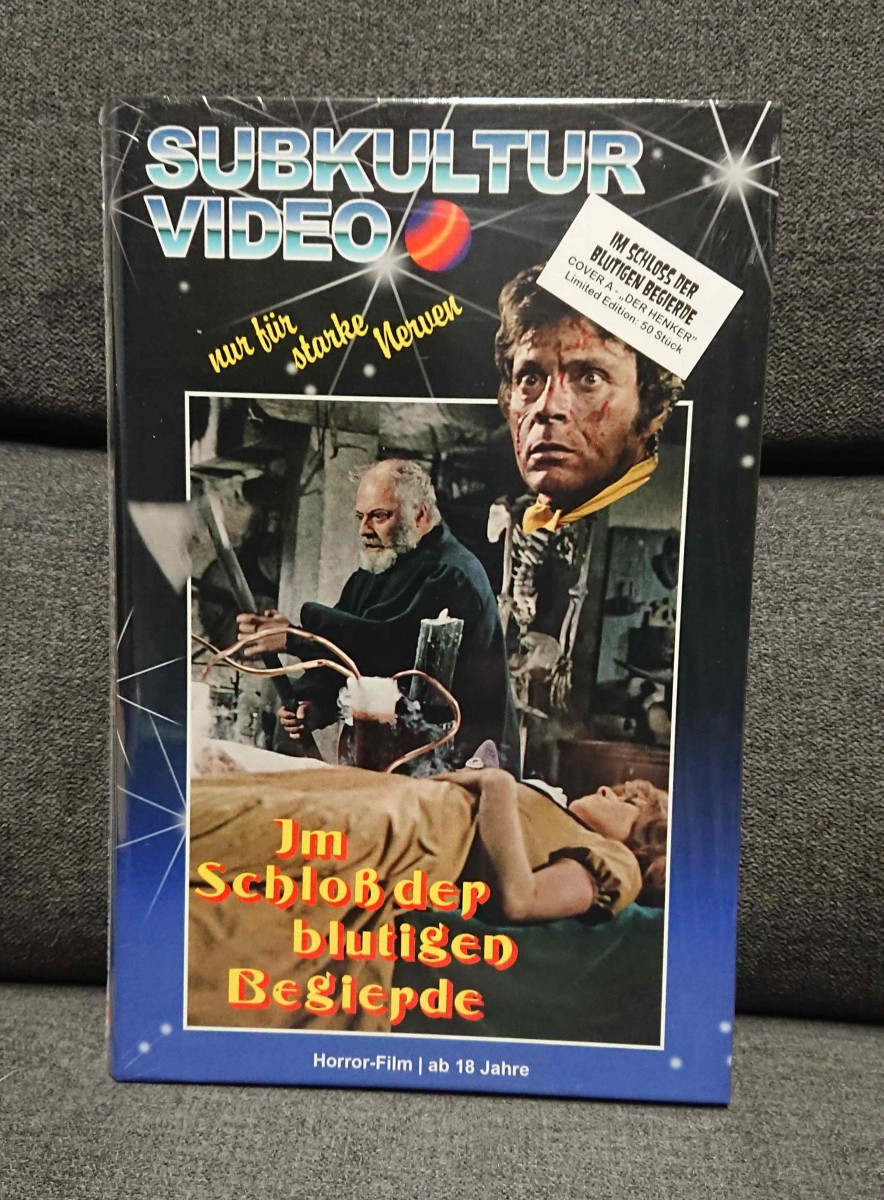 SUBKULTUR
VIDEO
IM SCHLOSS DER
BLUTIGEN BEGIERDE
COVER A - „DER HENKER"
Limited Edition: 50 Stück
nur für
starke
Nerven
Im
Schloß der
blutigen
Begierde
Horror-Film | ab 18 Jahre